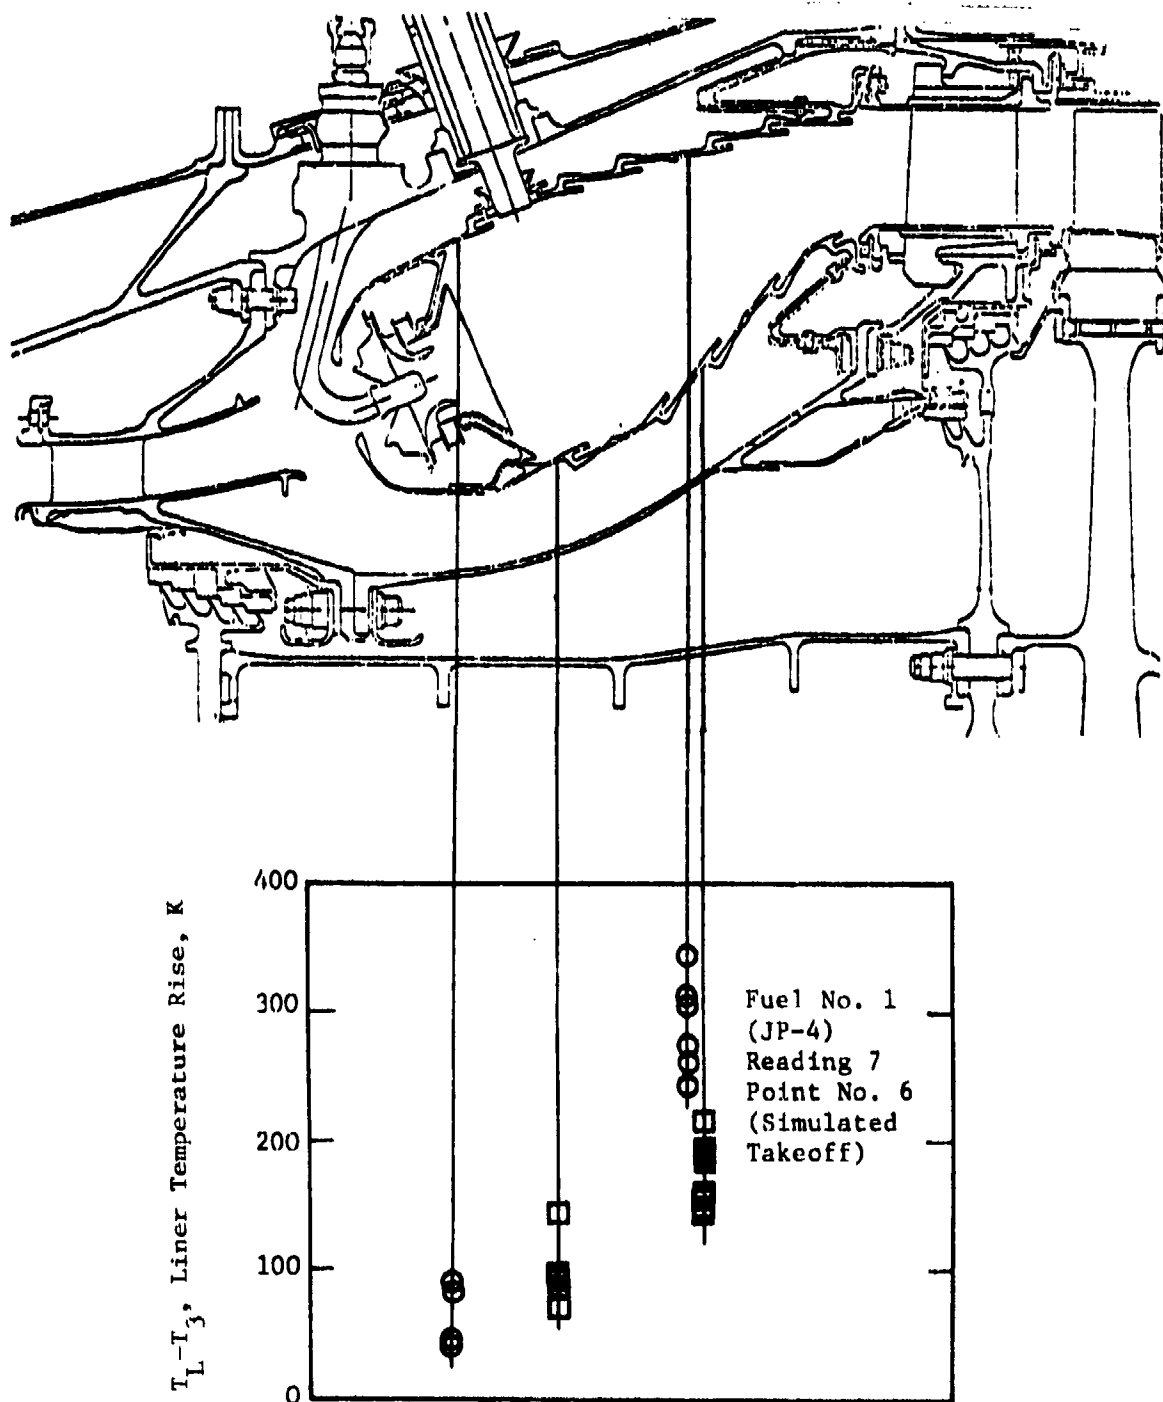 400
300
200
100
0
T_L-T_3, Liner Temperature Rise, K
Fuel No. 1
(JP-4)
Reading 7
Point No. 6
(Simulated
Takeoff)